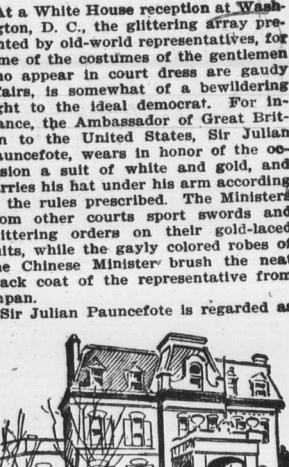 At a White House reception at Wash-
gton, D. C., the glittering array pre-
nted by old-world representatives, for
me of the costumes of the gentlemen
ho appear in court dress are gaudy
fairs, is somewhat of a bewildering
ght to the ideal democrat. For in-
ance, the Ambassador of Great Brit-
n to the United States, Sir Julian
auncefote, wears in honor of the oc-
sion a suit of white and gold, and
rries his hat under his arm according
the rules prescribed. The Ministers
om other courts sport swords and
ittering orders on their gold-laced
uits, while the gayly colored robes of
he Chinese Minister brush the neat
ack coat of the representative from
apan.
Sir Julian Pauncefote is regarded as